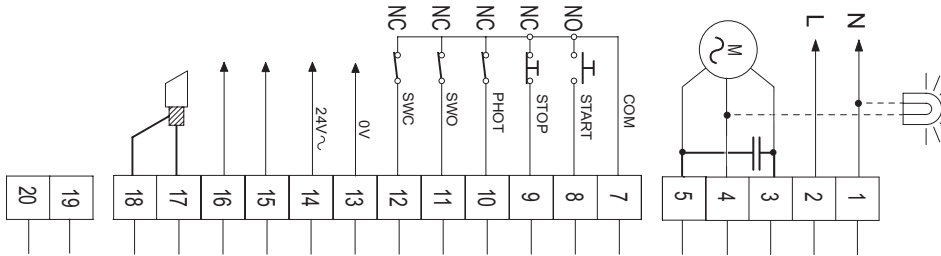 NC NC NC NC NO
L N
M
24V~ 0V SWC SWO PHOT STOP START COM
20 19 18 17 16 15 14 13 12 11 10 9 8 7 5 4 3 2 1